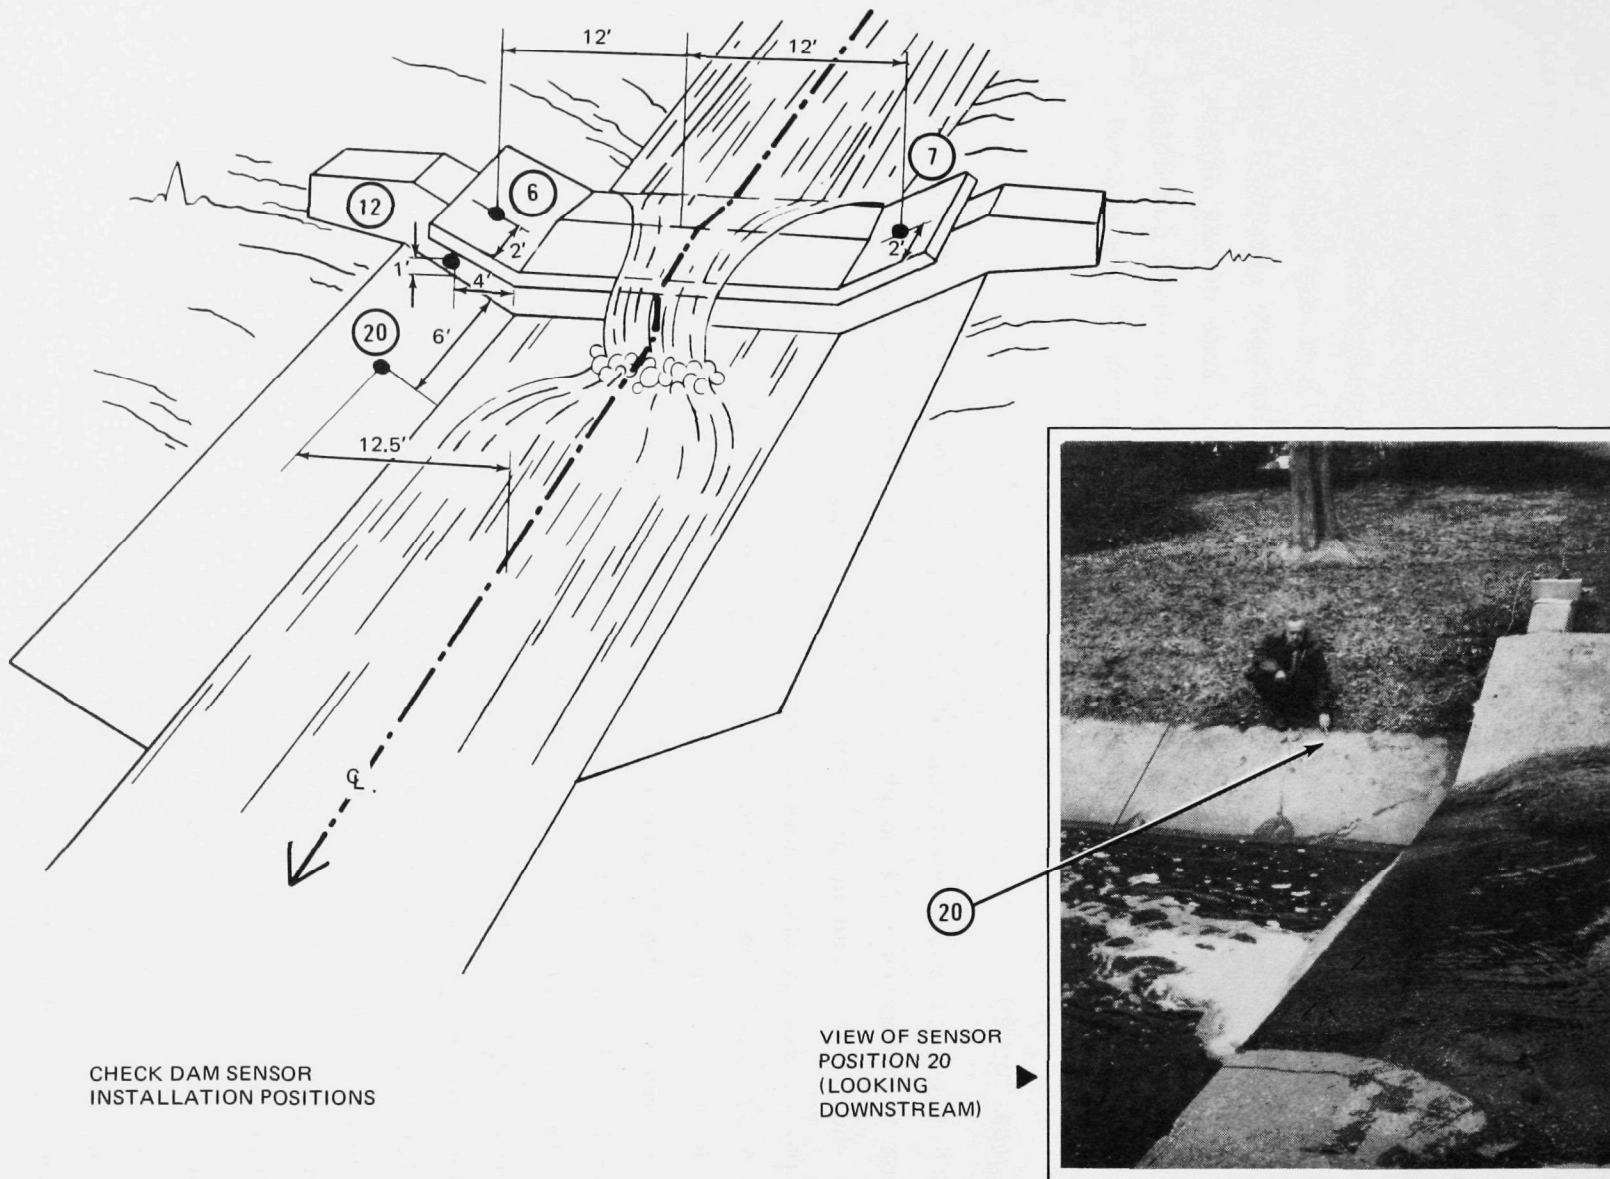 12'
12'
7
6
12
2'
2'
1'
4'
20
6'
12.5'
℄
20
VIEW OF SENSOR
POSITION 20
(LOOKING
DOWNSTREAM)
CHECK DAM SENSOR
INSTALLATION POSITIONS